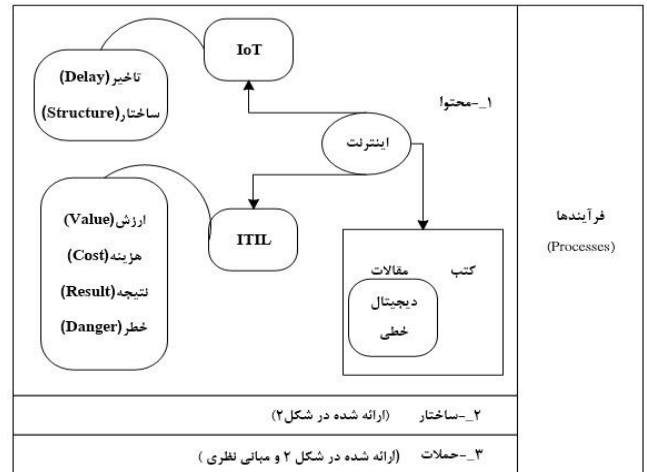 فرآیندها
(Processes)
۱_-محتوا
اینترنت
IoT
تاخیر(Delay)
ساختار(Structure)
ITIL
ارزش(Value)
هزینه(Cost)
نتیجه(Result)
خطر(Danger)
کتب مقالات
دیجیتال
خطی
۲_-ساختار (ارائه شده در شکل۲)
۳_-حملات (ارائه شده در شکل ۲ و مبانی نظری )